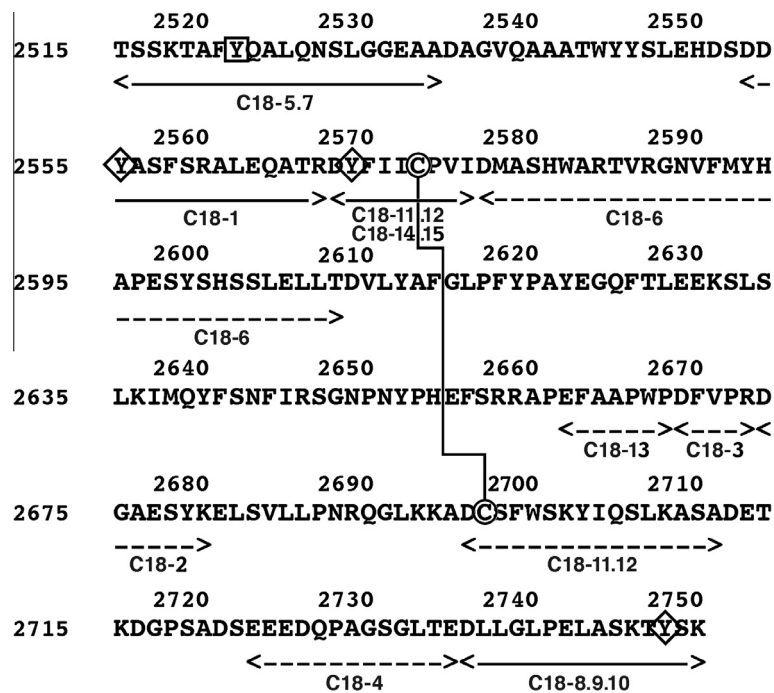 2520 2530 2540 2550
2515 TSSKTAFYQALQNSLGGEAADAGVQAAATWYYSLEHDSDD
C18-5.7
2560 2570 2580 2590
2555 YASFSRALEQATRDYFIICPVIDMASHWARTVRGNVFMYH
C18-1 C18-11.12 C18-6
C18-14.15
2600 2610 2620 2630
2595 APESYSHSSLELLTDVLYAFGLPFYPAYEGQFTLEEKSLS
C18-6
2640 2650 2660 2670
2635 LKIMQYFSNFIRSGNPNYPHEFSRRAPEFAAPWPDFVPRD
C18-13 C18-3
2680 2690 2700 2710
2675 GAESYKELSVLLPNRQGLKKADCSFWSKYIQSLKASADET
C18-2 C18-11.12
2720 2730 2740 2750
2715 KDGPSADSEEEDQPAGSGLTEDLLGLPELASKTYSK
C18-4 C18-8.9.10